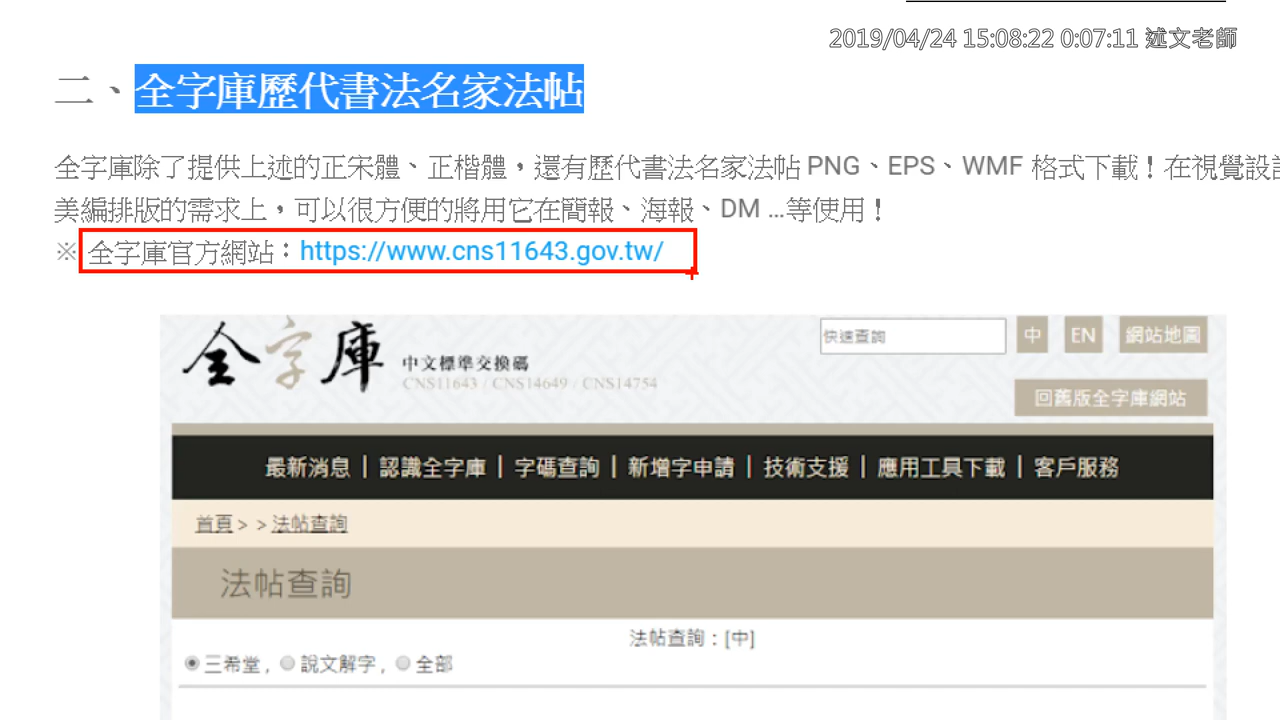 2019/04/24 15:08:22 0:07:11 述文老師
二、全字庫歷代書法名家法帖
全字庫除了提供上述的正宋體、正楷體，還有歷代書法名家法帖 PNG、EPS、WMF 格式下載！在視覺設
美編排版的需求上，可以很方便的將用它在簡報、海報、DM ...等使用！
※ 全字庫官方網站：https://www.cns11643.gov.tw/
全字庫 中文標準交換碼
CNS11643 / CNS14649 / CNS14754
快速查詢 中 EN 網站地圖
回舊版全字庫網站
最新消息 | 認識全字庫 | 字碼查詢 | 新增字申請 | 技術支援 | 應用工具下載 | 客戶服務
首頁 > > 法帖查詢
法帖查詢
法帖查詢：[中]
三希堂 , 說文解字 , 全部